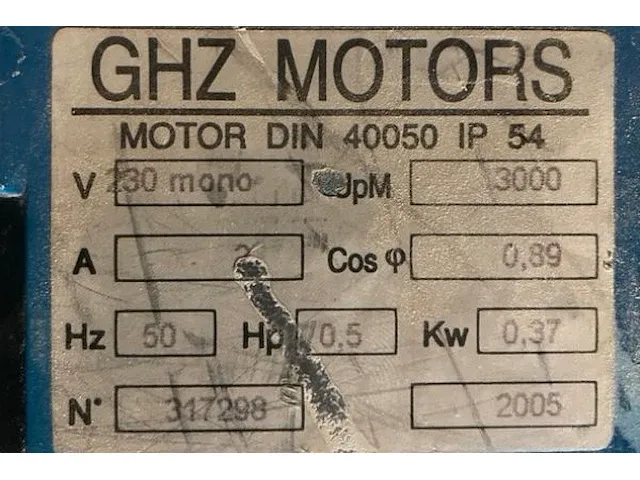 GHZ MOTORS
MOTOR DIN 40050 IP 54
V 230 mono UpM 3000
A Cos φ 0,89
Hz 50 Hp 0.5 Kw 0,37
N° 317298 2005